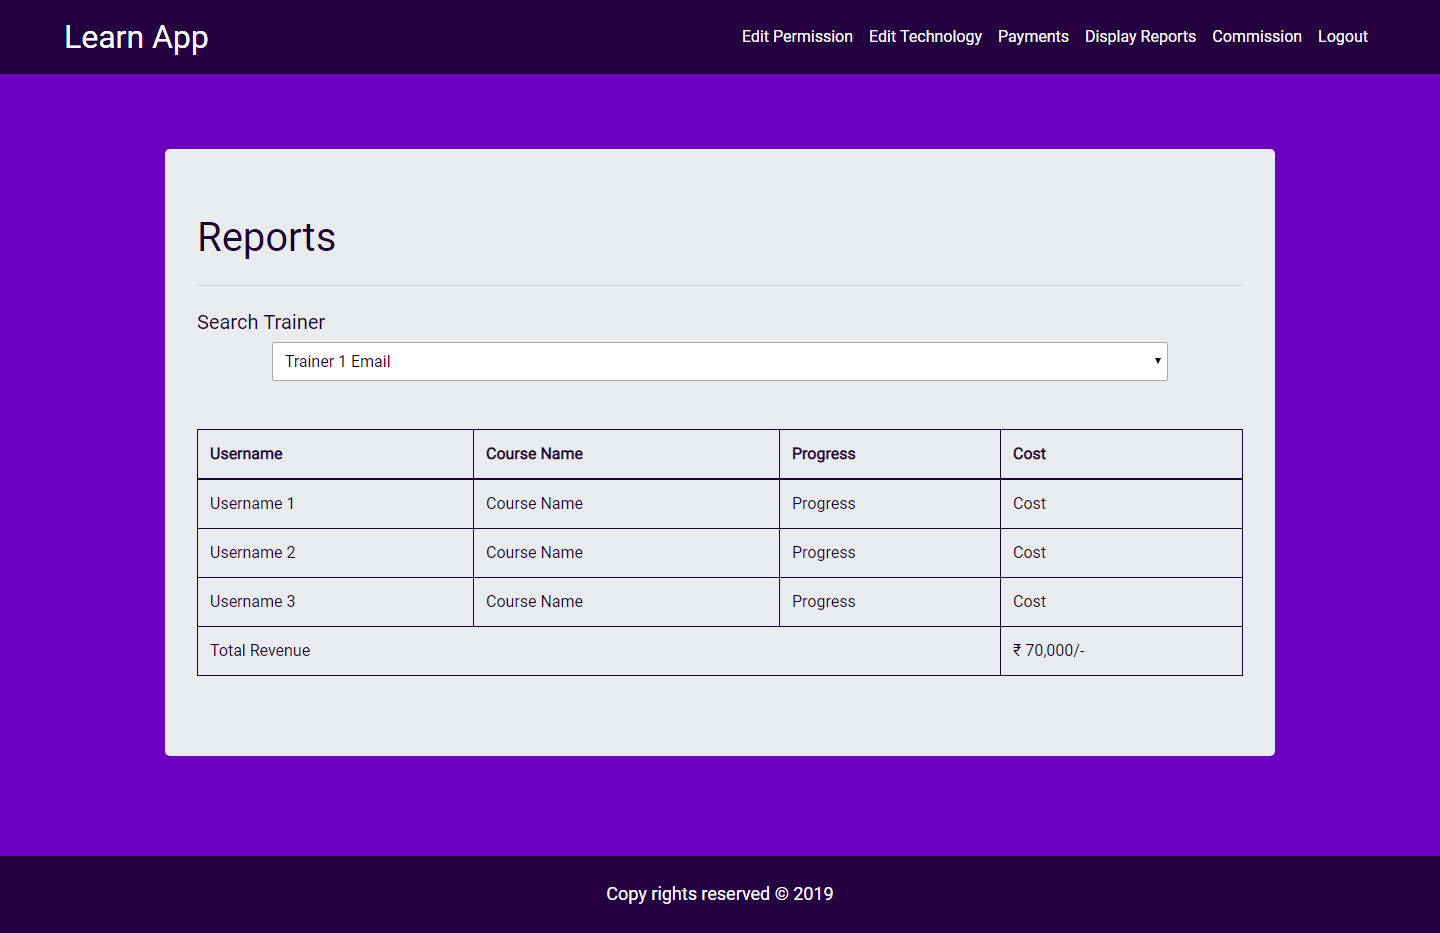 Learn App
Edit Permission Edit Technology Payments Display Reports Commission Logout
Reports
Search Trainer
Trainer 1 Email
Username Course Name Progress Cost
Username 1 Course Name Progress Cost
Username 2 Course Name Progress Cost
Username 3 Course Name Progress Cost
Total Revenue ₹ 70,000/-
Copy rights reserved © 2019